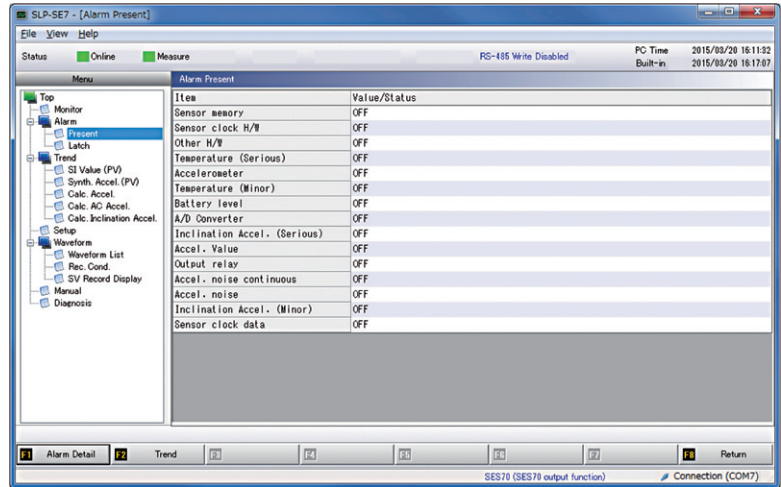 SLP-SE7 - [Alarm Present]
File View Help
Status Online Measure RS-485 Write Disabled PC Time 2015/03/20 16:11:32
Built-in 2015/03/20 16:17:07
Menu
Top
Monitor
Alarm
Present
Latch
Trend
SI Value (PV)
Synth. Accel. (PV)
Calc. Accel.
Calc. AC Accel.
Calc. Inclination Accel.
Setup
Waveform
Waveform List
Rec. Cond.
SV Record Display
Manual
Diagnosis
Alarm Present
Item Value/Status
Sensor memory OFF
Sensor clock H/W OFF
Other H/W OFF
Temperature (Serious) OFF
Accelerometer OFF
Temperature (Minor) OFF
Battery level OFF
A/D Converter OFF
Inclination Accel. (Serious) OFF
Accel. Value OFF
Output relay OFF
Accel. noise continuous OFF
Accel. noise OFF
Inclination Accel. (Minor) OFF
Sensor clock data OFF
F1 Alarm Detail F2 Trend F3 F4 F5 F6 F7 F8 Return
SES70 (SES70 output function) Connection (COM7)